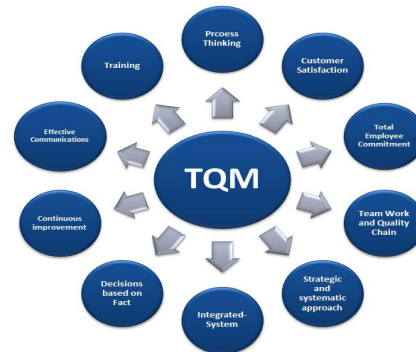 Prcoess
Thinking
Customer
Satisfaction
Total
Employee
Commitment
Team Work
and Quality
Chain
Strategic
and
systematic
approach
Integrated-
System
Decisions
based on
Fact
Continuous
improvement
Effective
Communications
Training
TQM